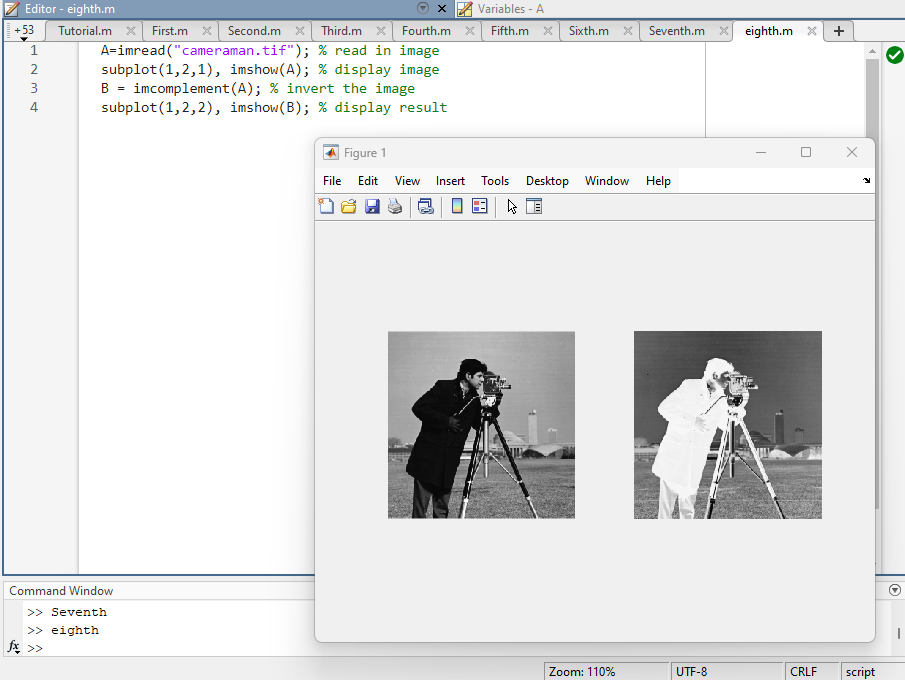 Editor - eighth.m
Variables - A
+53 Tutorial.m First.m Second.m Third.m Fourth.m Fifth.m Sixth.m Seventh.m eighth.m +
1 A=imread("cameraman.tif"); % read in image
2 subplot(1,2,1), imshow(A); % display image
3 B = imcomplement(A); % invert the image
4 subplot(1,2,2), imshow(B); % display result
Figure 1
File Edit View Insert Tools Desktop Window Help
Command Window
>> Seventh
>> eighth
fx >>
Zoom: 110% UTF-8 CRLF script